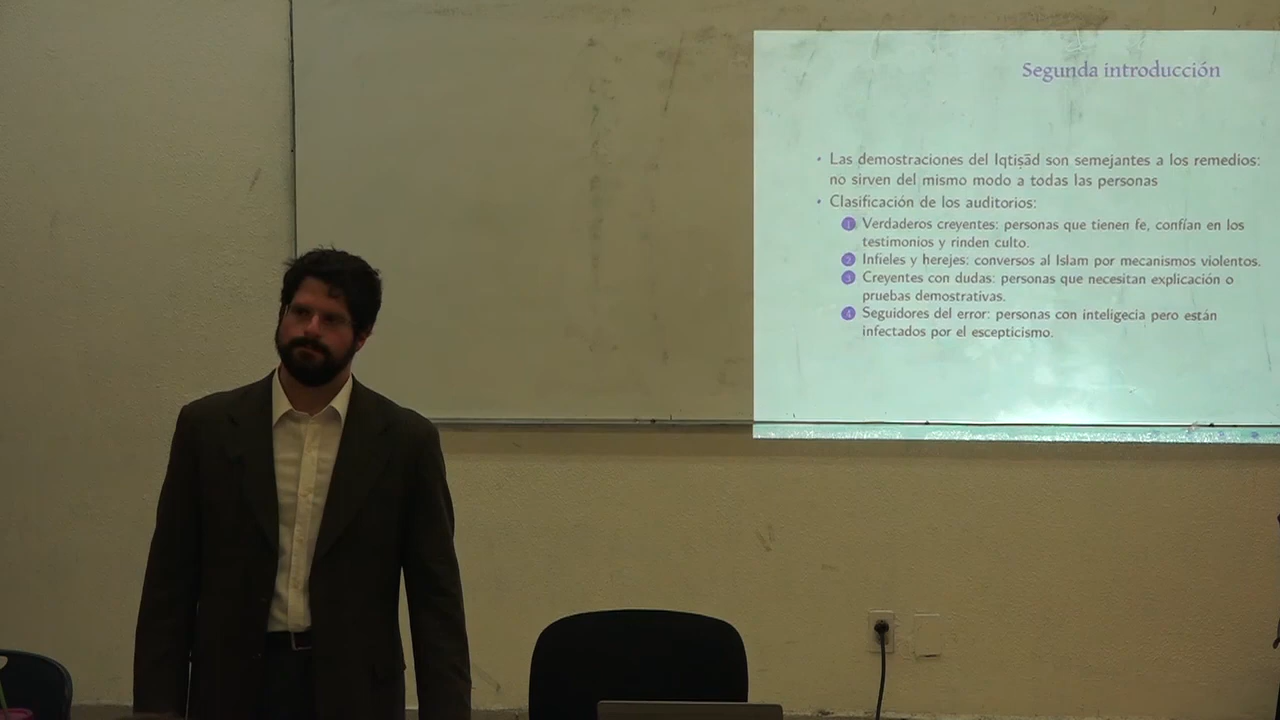 Segunda introducción
• Las demostraciones del Iqtiṣād son semejantes a los remedios:
no sirven del mismo modo a todas las personas
• Clasificación de los auditorios:
1 Verdaderos creyentes: personas que tienen fe, confían en los
testimonios y rinden culto.
2 Infieles y herejes: conversos al Islam por mecanismos violentos.
3 Creyentes con dudas: personas que necesitan explicación o
pruebas demostrativas.
4 Seguidores del error: personas con inteligecia pero están
infectados por el escepticismo.